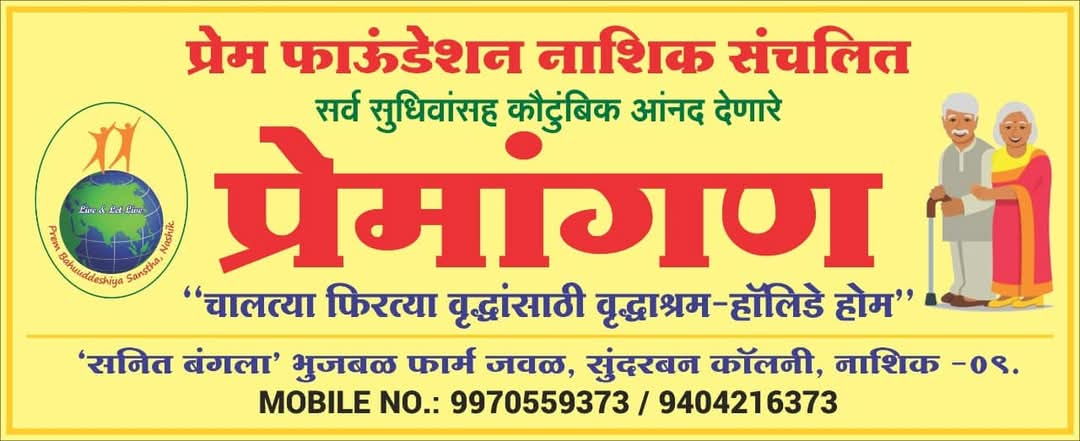 प्रेम फाऊंडेशन नाशिक संचलित
सर्व सुधिवांसह कौटुंबिक आंनद देणारे
Live & Let Live
Prem Bahuuddeshiya Sanstha, Nashik
प्रेमांगण
“चालत्या फिरत्या वृद्धांसाठी वृद्धाश्रम-हॉलिडे होम”
‘सनित बंगला’ भुजबळ फार्म जवळ, सुंदरबन कॉलनी, नाशिक -०९.
MOBILE NO.: 9970559373 / 9404216373